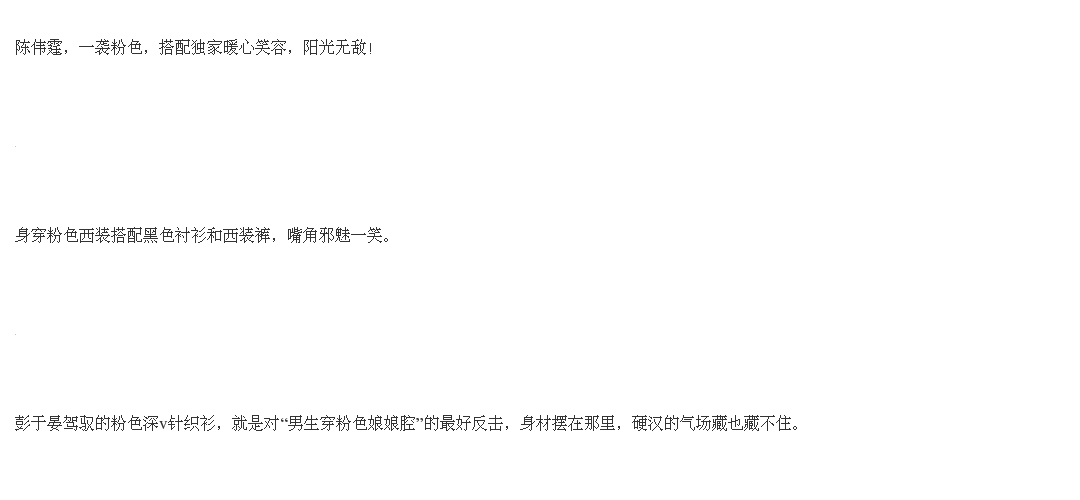 陈伟霆，一袭粉色，搭配独家暖心笑容，阳光无敌！
身穿粉色西装搭配黑色衬衫和西装裤，嘴角邪魅一笑。
彭于晏驾驭的粉色深v针织衫，就是对“男生穿粉色娘娘腔”的最好反击，身材摆在那里，硬汉的气场藏也藏不住。